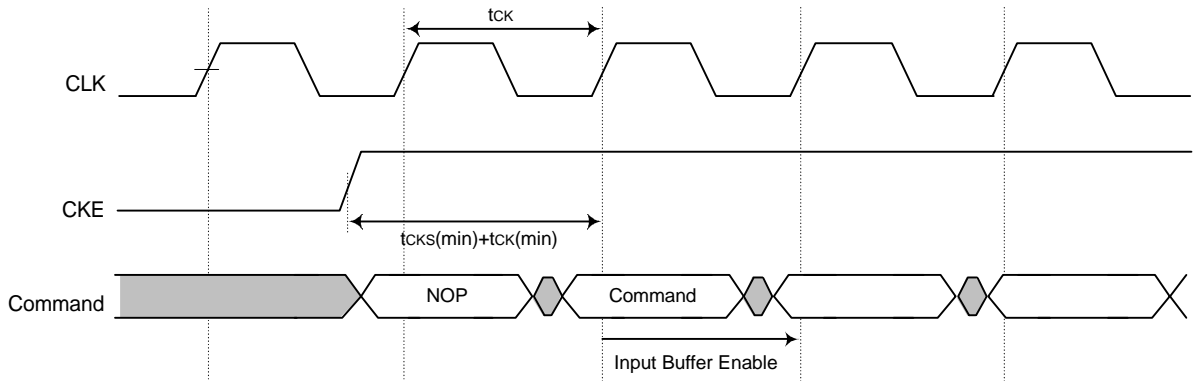 tCK
CLK
CKE
tCKS(min)+tCK(min)
Command
NOP
Command
Input Buffer Enable